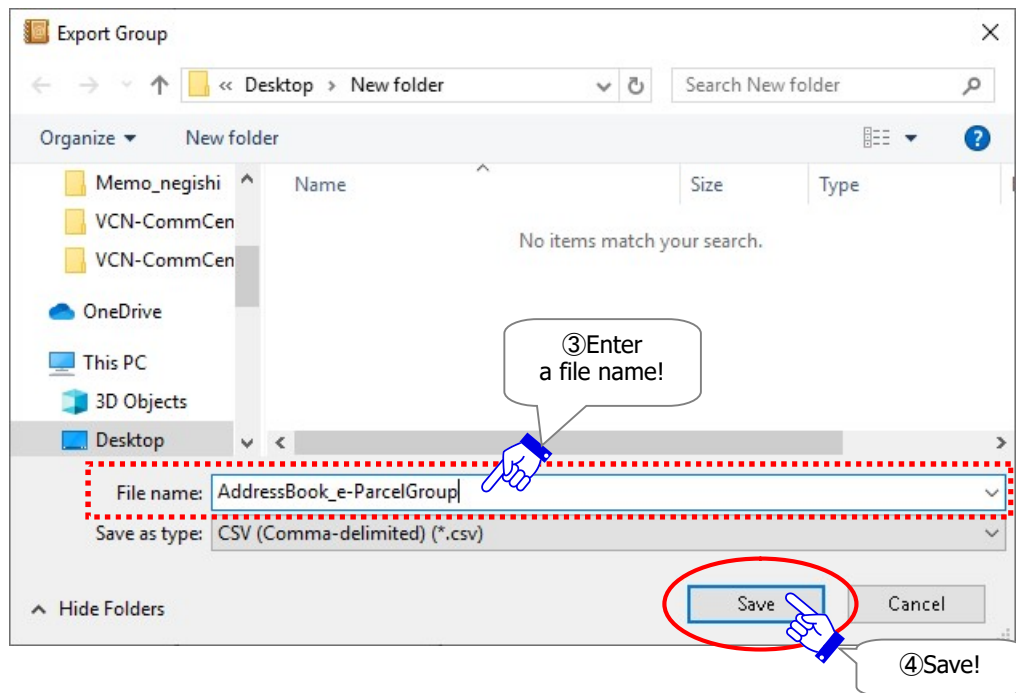 Export Group
« Desktop > New folder
Search New folder
Organize
New folder
Memo_negishi
VCN-CommCen
VCN-CommCen
OneDrive
This PC
3D Objects
Desktop
Name
Size
Type
No items match your search.
③Enter
a file name!
File name: AddressBook_e-ParcelGroup
Save as type: CSV (Comma-delimited) (*.csv)
Hide Folders
Save
Cancel
④Save!